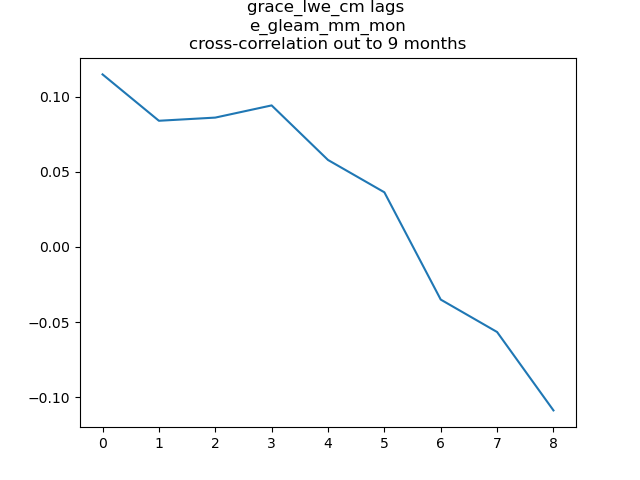 grace_lwe_cm lags
e_gleam_mm_mon
cross-correlation out to 9 months
0.10
0.05
0.00
−0.05
−0.10
0 1 2 3 4 5 6 7 8